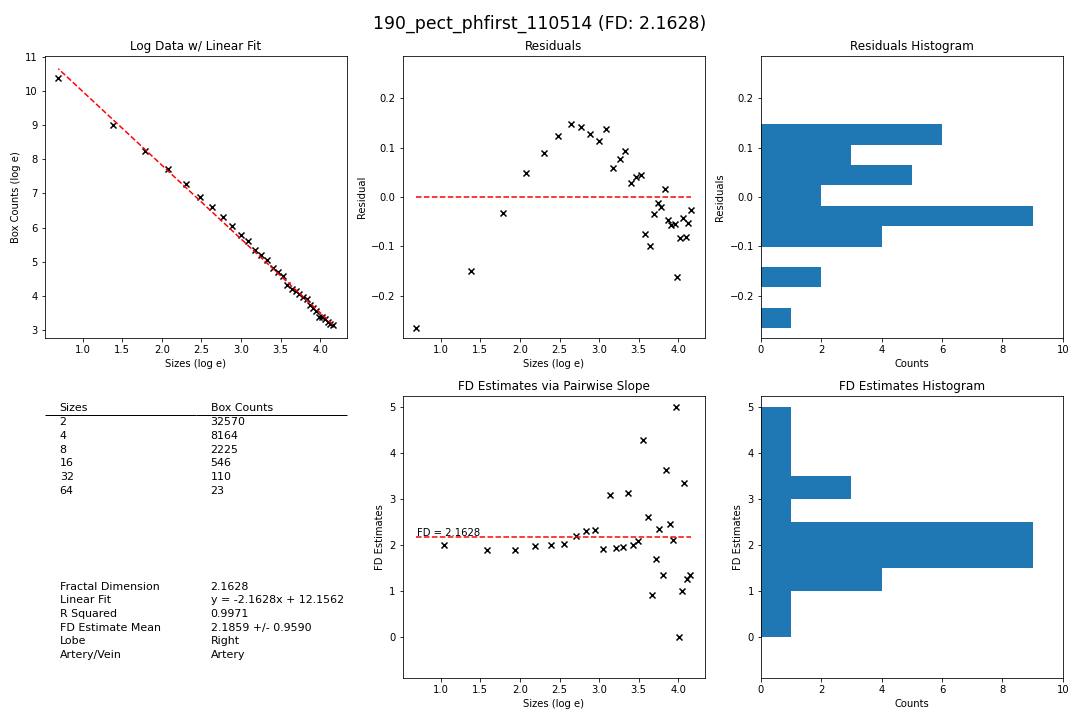 190_pect_phfirst_110514 (FD: 2.1628)
Log Data w/ Linear Fit
Box Counts (log e)
11
10
9
8
7
6
5
4
3
1.0 1.5 2.0 2.5 3.0 3.5 4.0
Sizes (log e)
Residuals
Residual
0.2
0.1
0.0
−0.1
−0.2
1.0 1.5 2.0 2.5 3.0 3.5 4.0
Sizes (log e)
Residuals Histogram
Residuals
0.2
0.1
0.0
−0.1
−0.2
0 2 4 6 8 10
Counts
Sizes Box Counts
2 32570
4 8164
8 2225
16 546
32 110
64 23
Fractal Dimension 2.1628
Linear Fit y = -2.1628x + 12.1562
R Squared 0.9971
FD Estimate Mean 2.1859 +/- 0.9590
Lobe Right
Artery/Vein Artery
FD Estimates via Pairwise Slope
FD Estimates
5
4
3
2
1
0
FD = 2.1628
1.0 1.5 2.0 2.5 3.0 3.5 4.0
Sizes (log e)
FD Estimates Histogram
FD Estimates
5
4
3
2
1
0
0 2 4 6 8 10
Counts